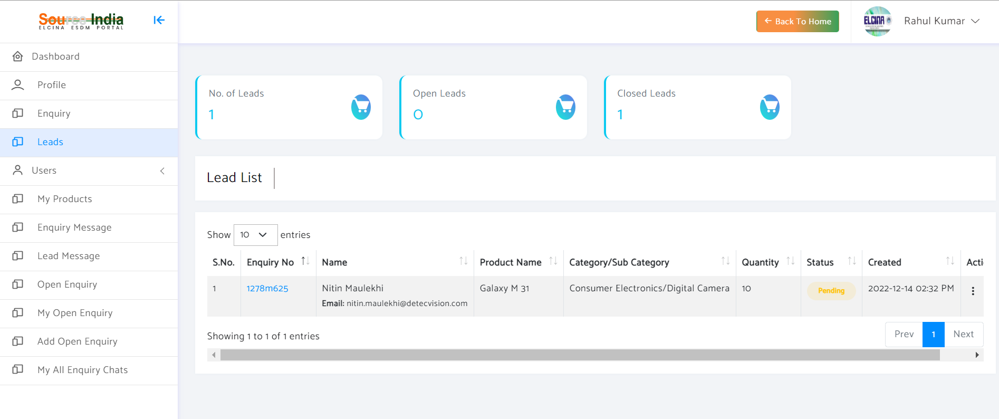 Source India
ELCINA ESDM PORTAL
Back To Home
ELCINA
Rahul Kumar
Dashboard
Profile
Enquiry
Leads
Users
My Products
Enquiry Message
Lead Message
Open Enquiry
My Open Enquiry
Add Open Enquiry
My All Enquiry Chats
No. of Leads
1
Open Leads
0
Closed Leads
1
Lead List
Show 10 entries
S.No. Enquiry No Name Product Name Category/Sub Category Quantity Status Created Acti
1 1278m625 Nitin Maulekhi Galaxy M 31 Consumer Electronics/Digital Camera 10 Pending 2022-12-14 02:32 PM
Email: nitin.maulekhi@detecvision.com
Showing 1 to 1 of 1 entries
Prev 1 Next